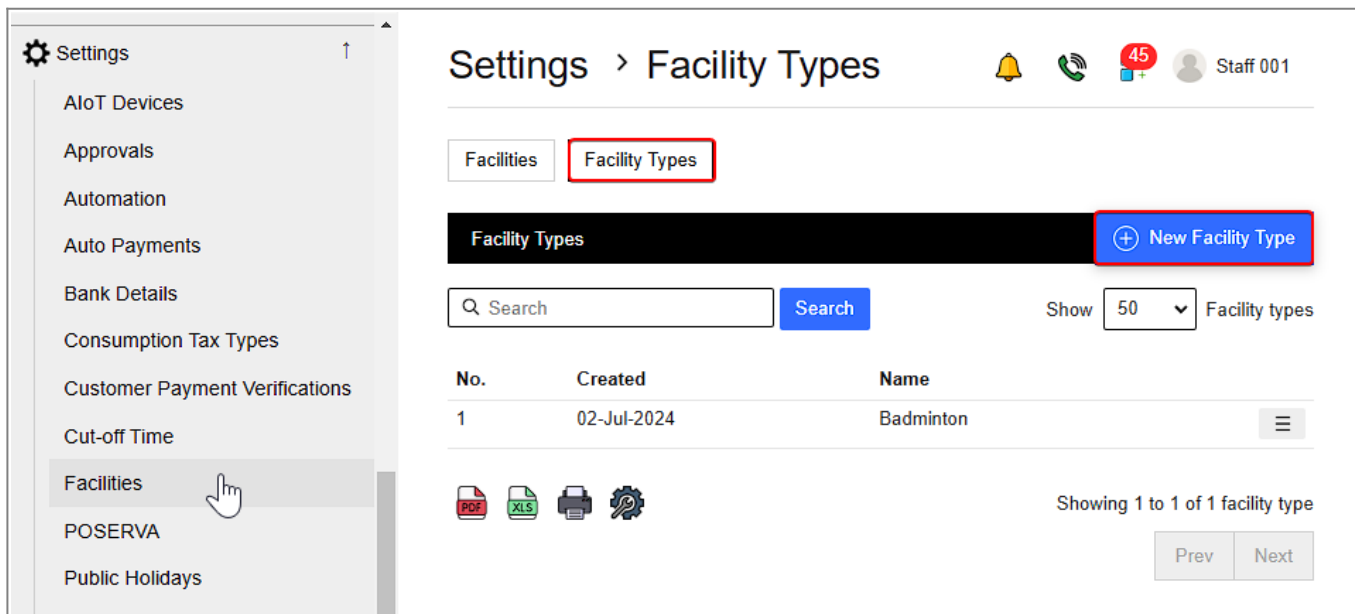 Settings ↑
AIoT Devices
Approvals
Automation
Auto Payments
Bank Details
Consumption Tax Types
Customer Payment Verifications
Cut-off Time
Facilities
POSERVA
Public Holidays
Settings > Facility Types
45
Staff 001
Facilities
Facility Types
Facility Types
New Facility Type
Search
Search
Show 50 Facility types
No. Created Name
1 02-Jul-2024 Badminton
PDF XLS
Showing 1 to 1 of 1 facility type
Prev Next